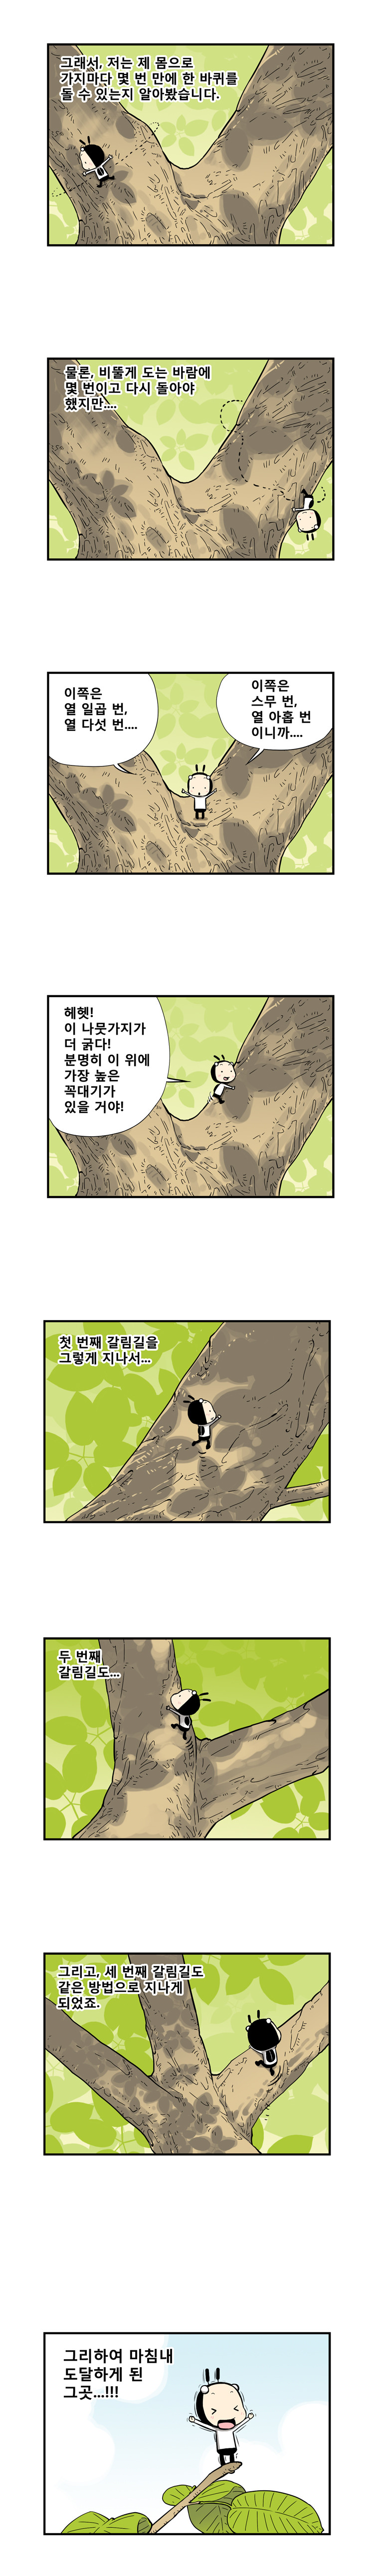 그래서, 저는 제 몸으로
가지마다 몇 번 만에 한 바퀴를
돌 수 있는지 알아봤습니다.
물론, 비뚤게 도는 바람에
몇 번이고 다시 돌아야
했지만....
이쪽은
열 일곱 번,
열 다섯 번....
이쪽은
스무 번,
열 아홉 번
이니까....
헤헷!
이 나뭇가지가
더 굵다!
분명히 이 위에
가장 높은
꼭대기가
있을 거야!
첫 번째 갈림길을
그렇게 지나서...
두 번째
갈림길도...
그리고, 세 번째 갈림길도
같은 방법으로 지나게
되었죠.
그리하여 마침내
도달하게 된
그곳...!!!